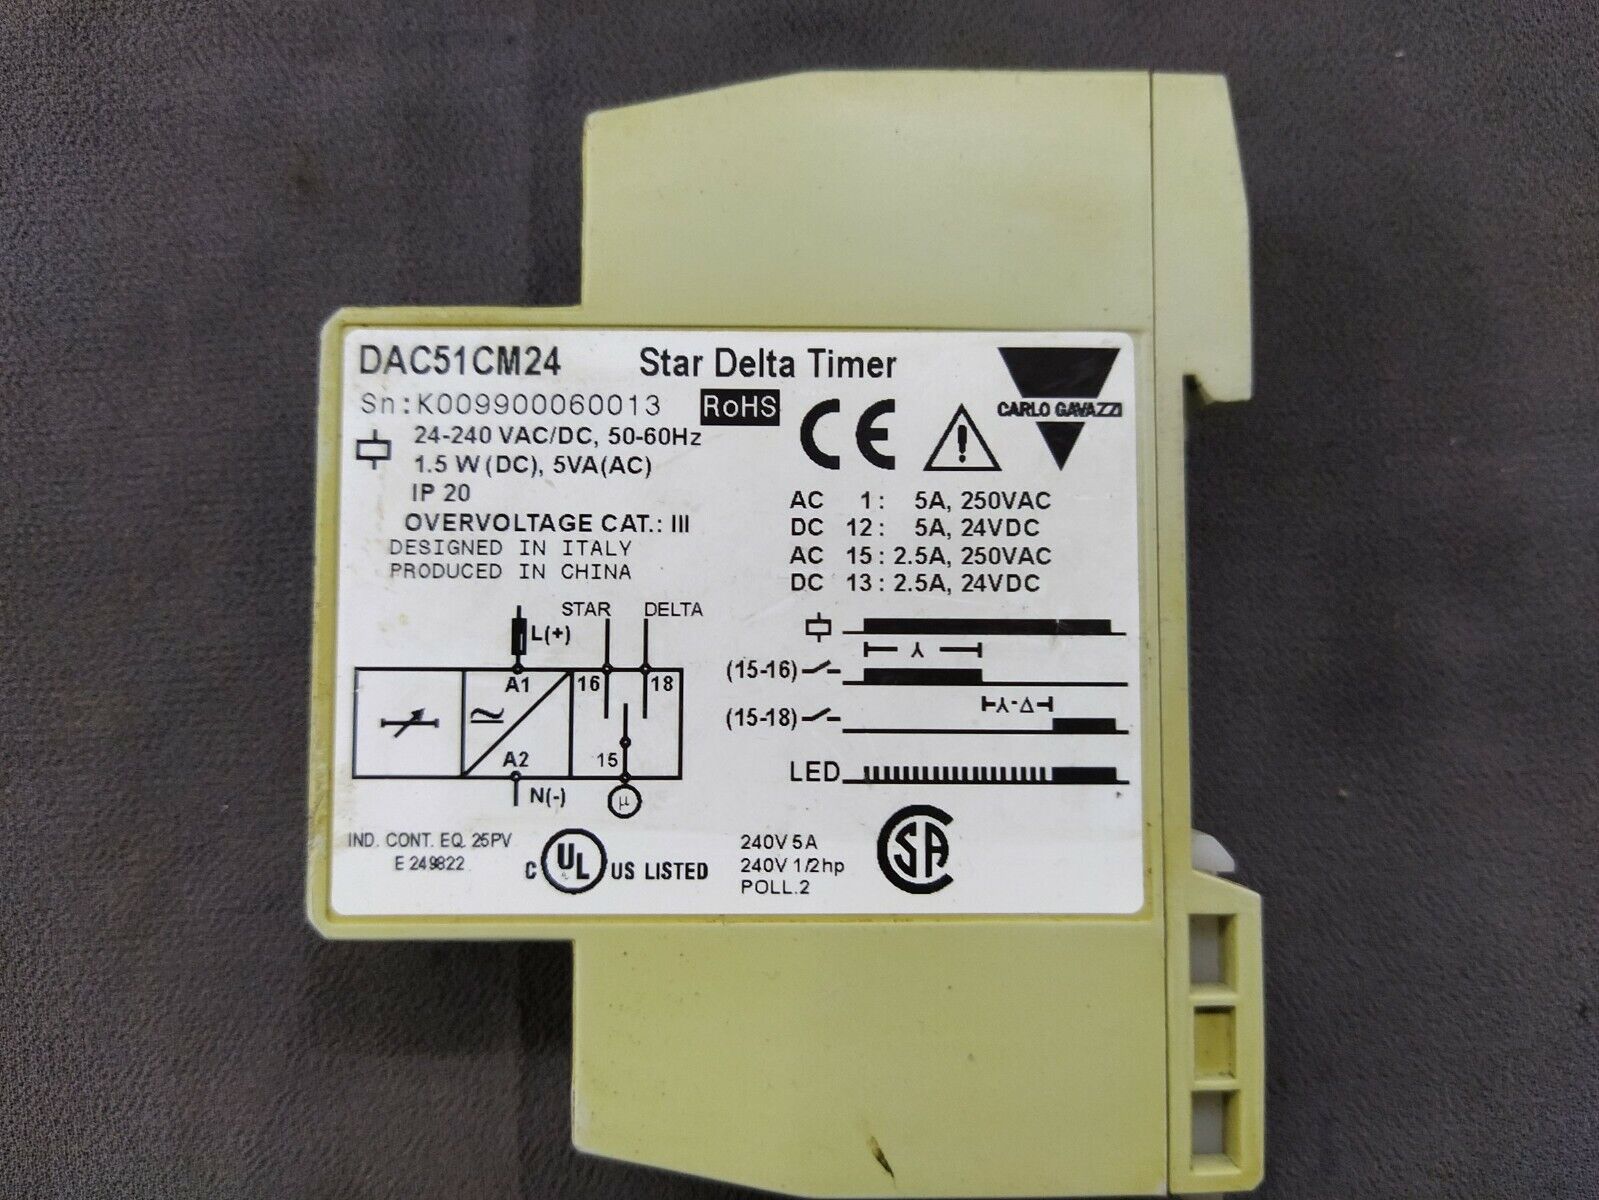 DAC51CM24 Star Delta Timer
Sn:K009900060013 RoHS CE CARLO GAVAZZI
24-240 VAC/DC, 50-60Hz
1.5 W (DC), 5VA(AC)
IP 20
OVERVOLTAGE CAT.: III
DESIGNED IN ITALY
PRODUCED IN CHINA
AC 1: 5A, 250VAC
DC 12: 5A, 24VDC
AC 15: 2.5A, 250VAC
DC 13: 2.5A, 24VDC
STAR DELTA
L(+)
A1 16 18
A2 15
N(-) µ
(15-16)
(15-18)
⅄-Δ
LED
IND. CONT. EQ. 25PV
E 249822
C UL US LISTED
240V 5A
240V 1/2hp
POLL.2
CSA